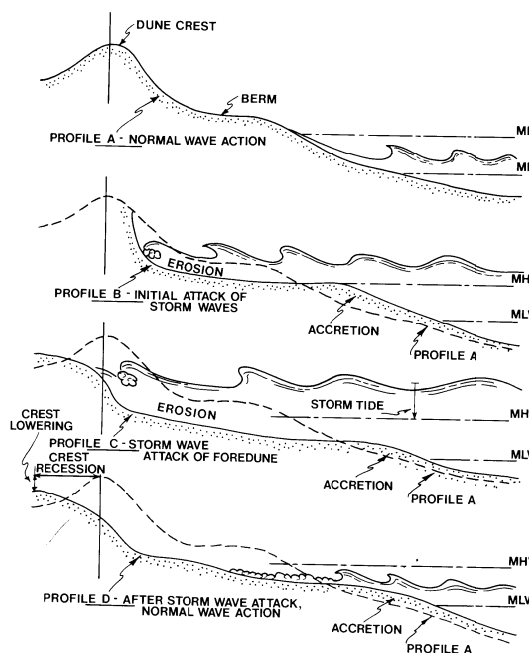 DUNE CREST
BERM
PROFILE A - NORMAL WAVE ACTION
EROSION
PROFILE B - INITIAL ATTACK OF
STORM WAVES
ACCRETION
PROFILE A
STORM TIDE
EROSION
CREST
LOWERING
PROFILE C - STORM WAVE
ATTACK OF FOREDUNE
CREST
RECESSION
ACCRETION
PROFILE A
PROFILE D - AFTER STORM WAVE ATTACK,
NORMAL WAVE ACTION
ACCRETION
PROFILE A